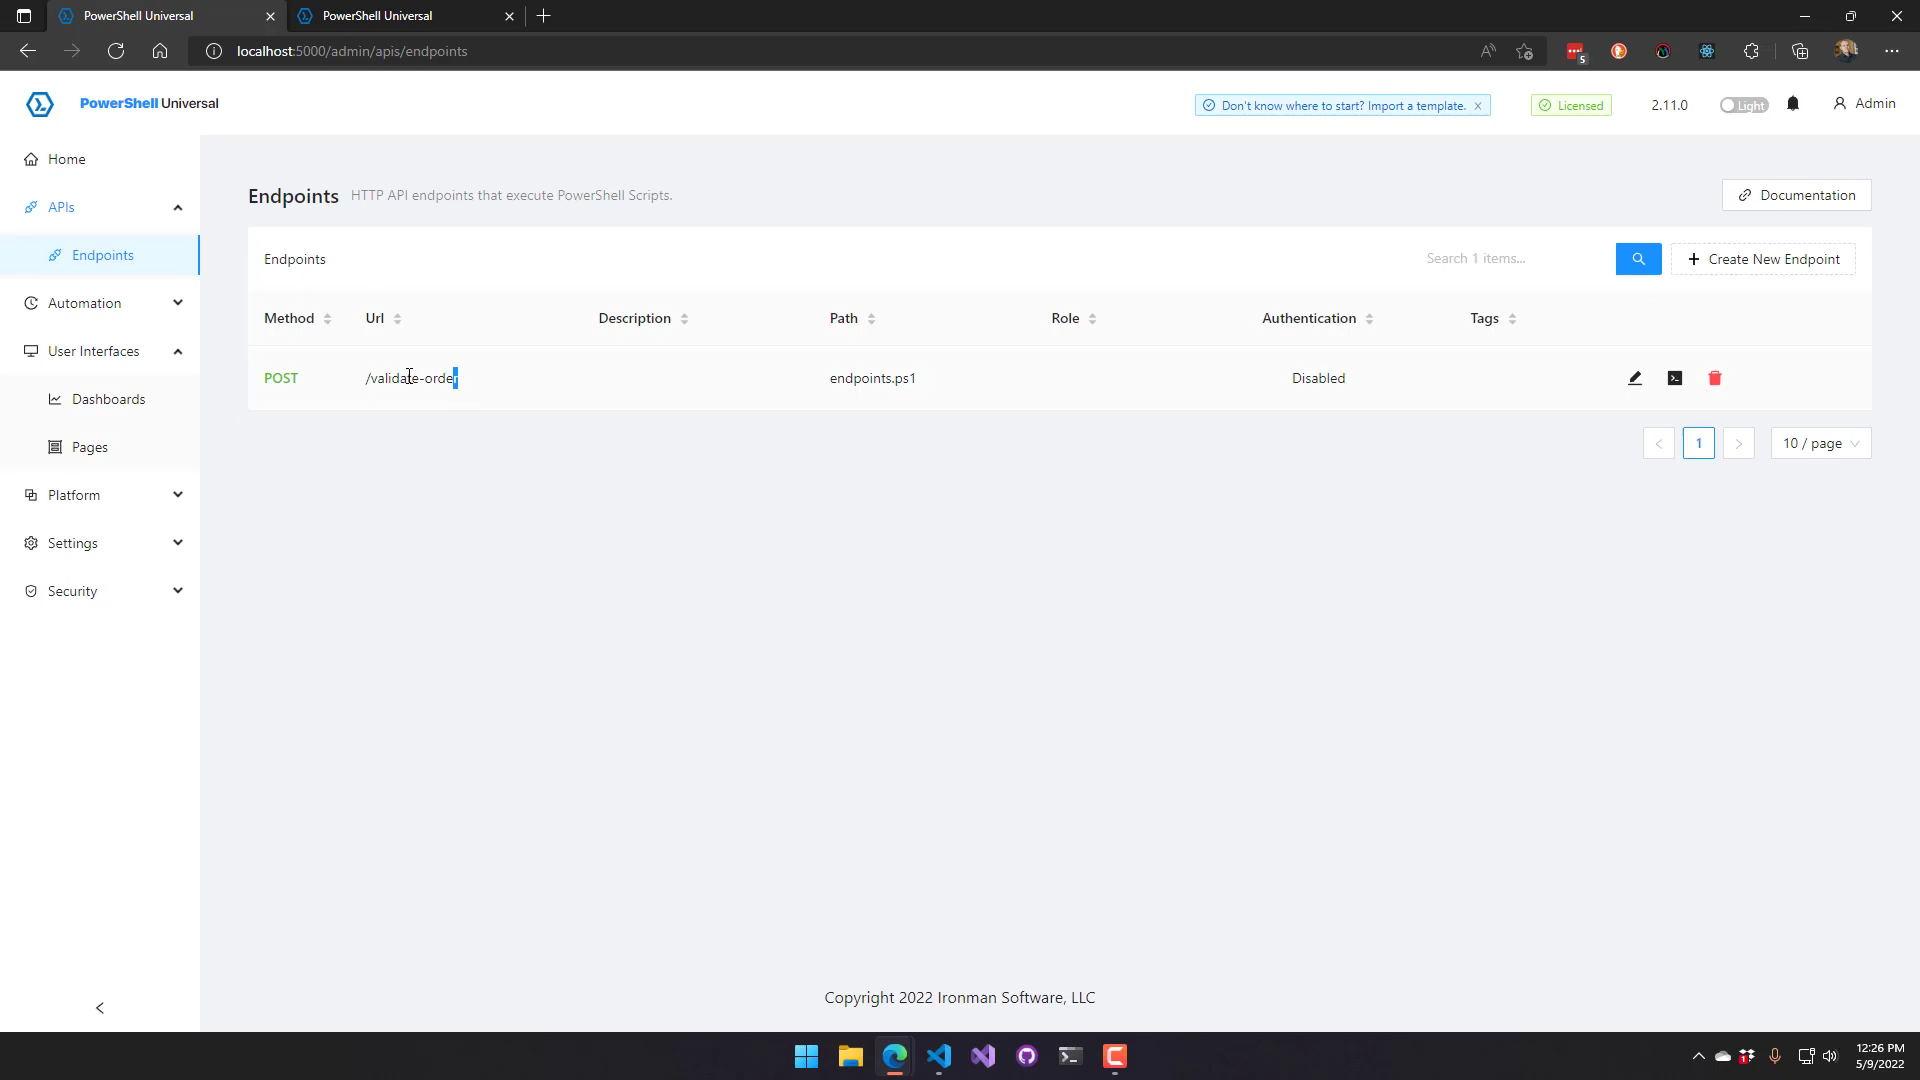 PowerShell Universal
PowerShell Universal
localhost:5000/admin/apis/endpoints
5
PowerShell Universal
Don't know where to start? Import a template.
Licensed
2.11.0
Light
Admin
Home
APIs
Endpoints
Automation
User Interfaces
Dashboards
Pages
Platform
Settings
Security
Endpoints HTTP API endpoints that execute PowerShell Scripts.
Documentation
Endpoints
Search 1 items...
Create New Endpoint
Method Url Description Path Role Authentication Tags
POST /validate-order endpoints.ps1 Disabled
1
10 / page
Copyright 2022 Ironman Software, LLC
12:26 PM
5/9/2022